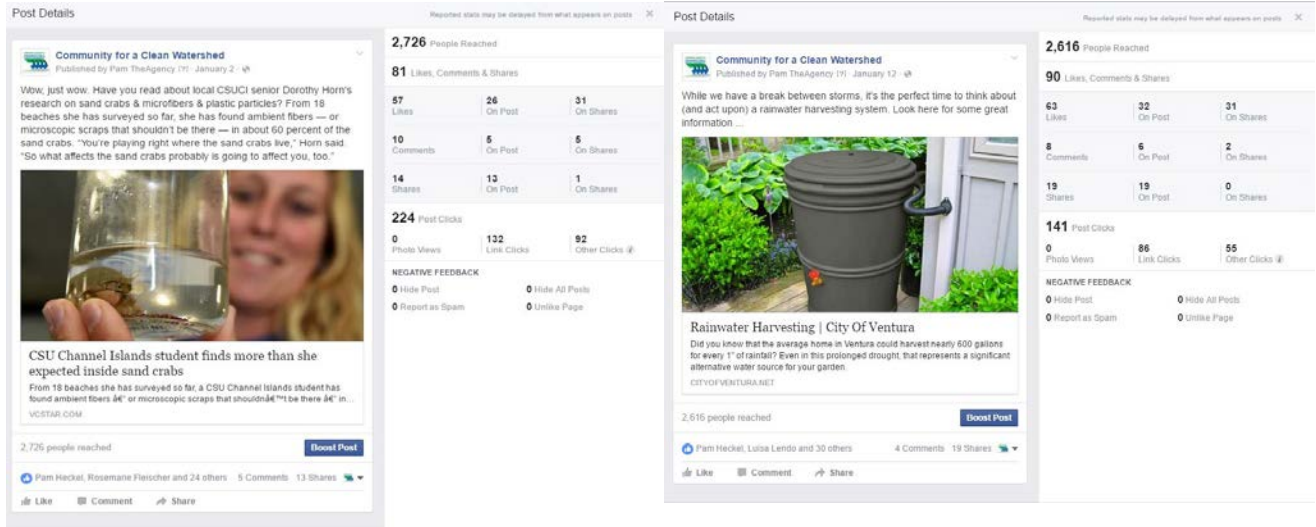 Post Details
Reported stats may be delayed from what appears on posts
Community for a Clean Watershed
Published by Pam TheAgency [?] · January 2 ·
Wow, just wow. Have you read about local CSUCI senior Dorothy Horn's
research on sand crabs & microfibers & plastic particles? From 18
beaches she has surveyed so far, she has found ambient fibers — or
microscopic scraps that shouldn't be there — in about 60 percent of the
sand crabs. "You're playing right where the sand crabs live," Horn said.
"So what affects the sand crabs probably is going to affect you, too."
CSU Channel Islands student finds more than she
expected inside sand crabs
From 18 beaches she has surveyed so far, a CSU Channel Islands student has
found ambient fibers â€" or microscopic scraps that shouldnâ€™t be there â€" in...
VCSTAR.COM
2,726 people reached
Boost Post
Pam Heckel, Rosemarie Fleischer and 24 others 5 Comments 13 Shares
Like Comment Share
2,726 People Reached
81 Likes, Comments & Shares
57 26 31
Likes On Post On Shares
10 5 5
Comments On Post On Shares
14 13 1
Shares On Post On Shares
224 Post Clicks
0 132 92
Photo Views Link Clicks Other Clicks
NEGATIVE FEEDBACK
0 Hide Post 0 Hide All Posts
0 Report as Spam 0 Unlike Page
Post Details
Reported stats may be delayed from what appears on posts
Community for a Clean Watershed
Published by Pam TheAgency [?] · January 12 ·
While we have a break between storms, it's the perfect time to think about
(and act upon) a rainwater harvesting system. Look here for some great
information ...
Rainwater Harvesting | City Of Ventura
Did you know that the average home in Ventura could harvest nearly 600 gallons
for every 1" of rainfall? Even in this prolonged drought, that represents a significant
alternative water source for your garden.
CITYOFVENTURA.NET
2,616 people reached
Boost Post
Pam Heckel, Luisa Lendo and 30 others 4 Comments 19 Shares
Like Comment Share
2,616 People Reached
90 Likes, Comments & Shares
63 32 31
Likes On Post On Shares
8 6 2
Comments On Post On Shares
19 19 0
Shares On Post On Shares
141 Post Clicks
0 86 55
Photo Views Link Clicks Other Clicks
NEGATIVE FEEDBACK
0 Hide Post 0 Hide All Posts
0 Report as Spam 0 Unlike Page